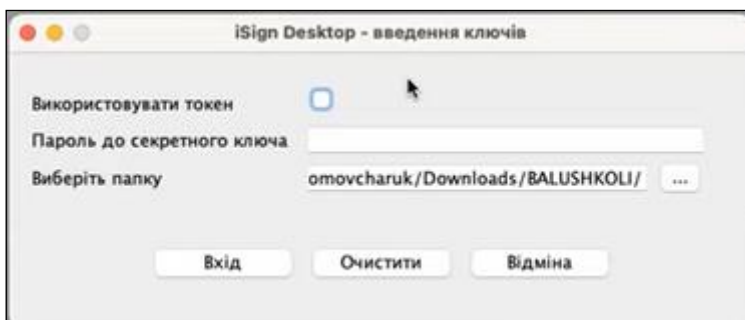 iSign Desktop - введення ключів
Використовувати токен
Пароль до секретного ключа
Виберіть папку omovcharuk/Downloads/BALUSHKOLI/ ...
Вхід Очистити Відміна